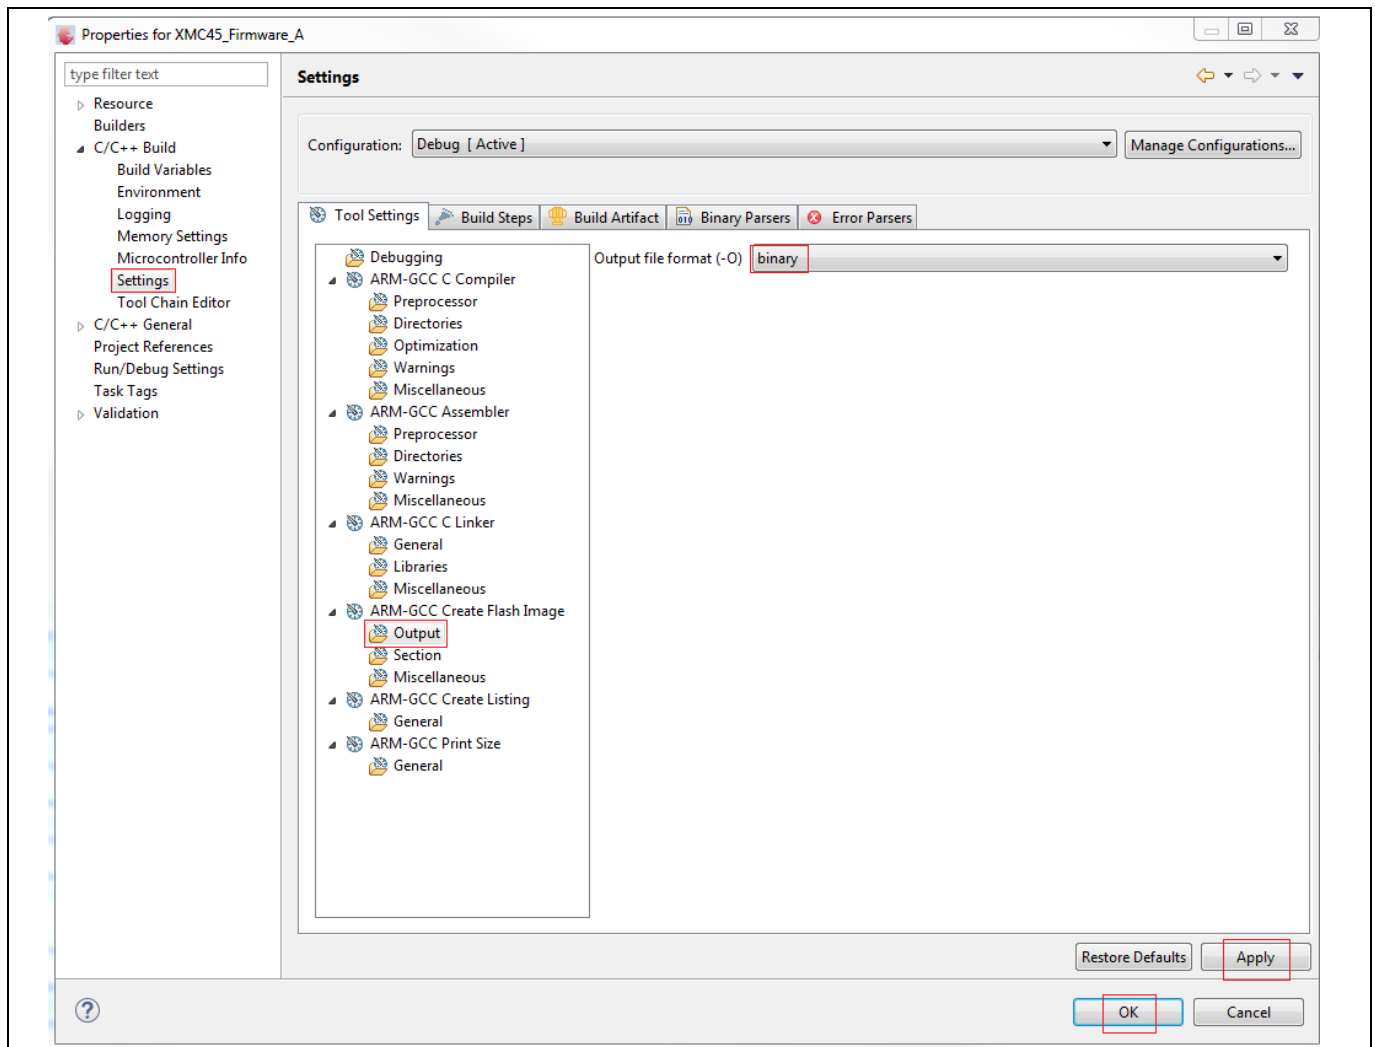 Properties for XMC45_Firmware_A
type filter text
Resource
Builders
C/C++ Build
Build Variables
Environment
Logging
Memory Settings
Microcontroller Info
Settings
Tool Chain Editor
C/C++ General
Project References
Run/Debug Settings
Task Tags
Validation
Settings
Configuration: Debug [ Active ] Manage Configurations...
Tool Settings Build Steps Build Artifact Binary Parsers Error Parsers
Debugging
ARM-GCC C Compiler
Preprocessor
Directories
Optimization
Warnings
Miscellaneous
ARM-GCC Assembler
Preprocessor
Directories
Warnings
Miscellaneous
ARM-GCC C Linker
General
Libraries
Miscellaneous
ARM-GCC Create Flash Image
Output
Section
Miscellaneous
ARM-GCC Create Listing
General
ARM-GCC Print Size
General
Output file format (-O) binary
Restore Defaults Apply
OK Cancel